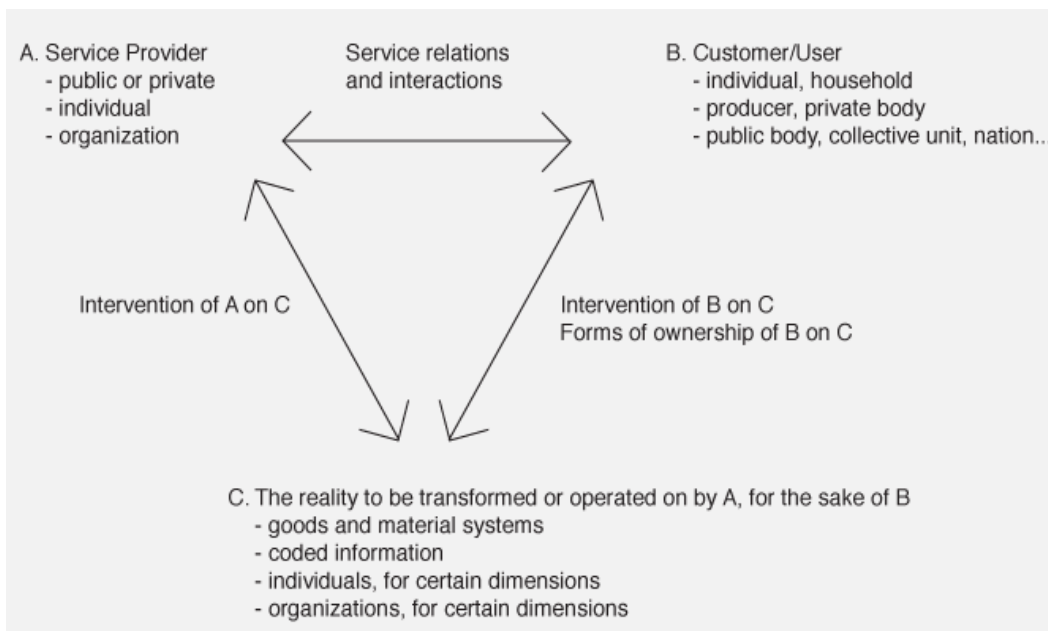 A. Service Provider
- public or private
- individual
- organization
Service relations
and interactions
B. Customer/User
- individual, household
- producer, private body
- public body, collective unit, nation...
Intervention of A on C
Intervention of B on C
Forms of ownership of B on C
C. The reality to be transformed or operated on by A, for the sake of B
- goods and material systems
- coded information
- individuals, for certain dimensions
- organizations, for certain dimensions